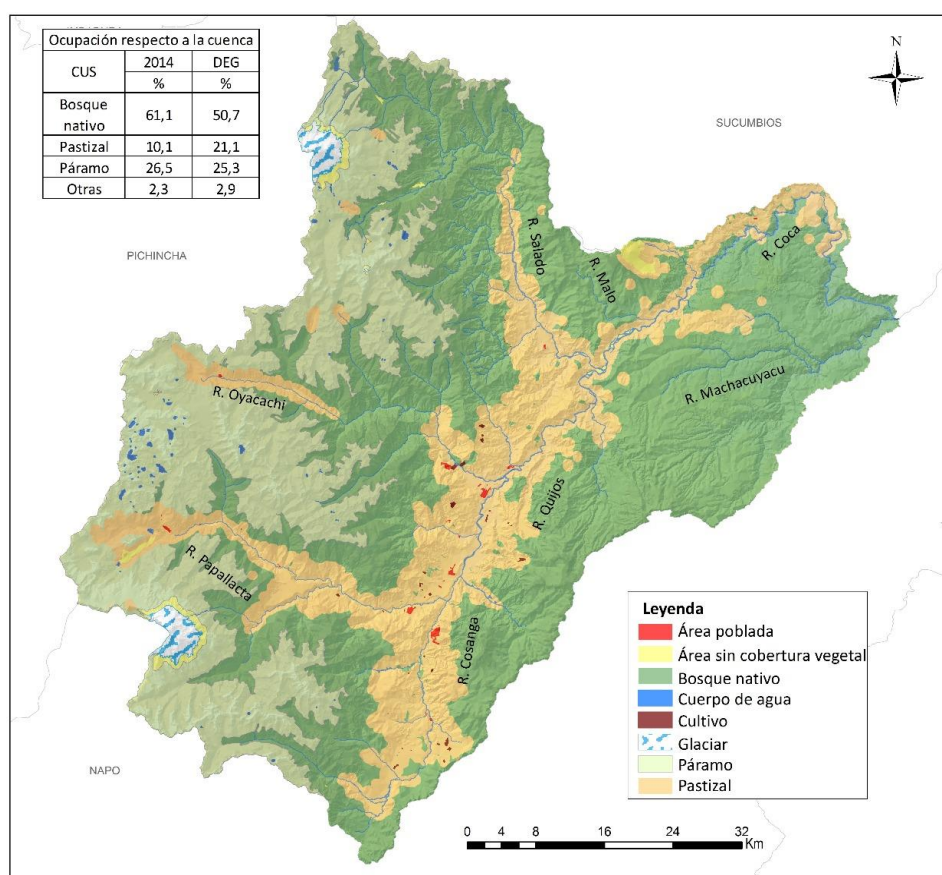 Ocupación respecto a la cuenca
CUS 2014 DEG
% %
Bosque nativo 61,1 50,7
Pastizal 10,1 21,1
Páramo 26,5 25,3
Otras 2,3 2,9
N
SUCUMBIOS
PICHINCHA
R. Salado
R. Malo
R. Coca
R. Machacuyacu
R. Oyacachi
R. Quijos
R. Papallacta
R. Cosanga
NAPO
Leyenda
Área poblada
Área sin cobertura vegetal
Bosque nativo
Cuerpo de agua
Cultivo
Glaciar
Páramo
Pastizal
0 4 8 16 24 32
Km